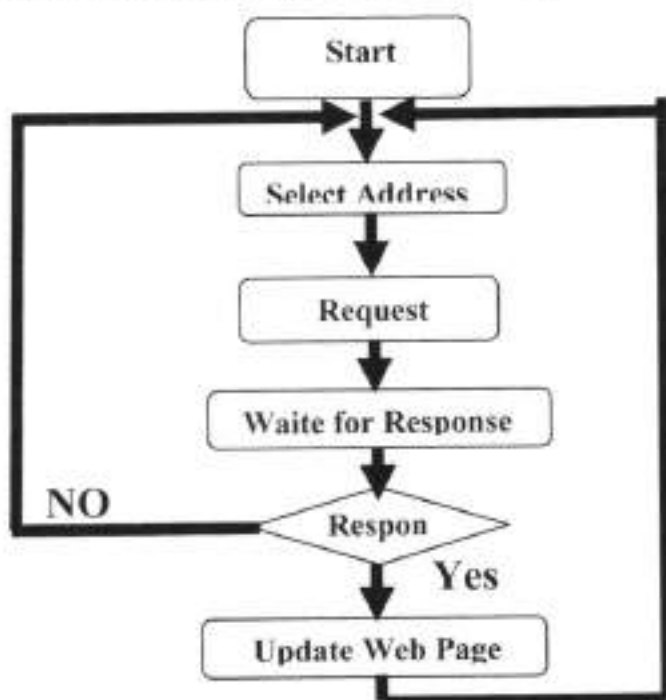 Start
Select Address
Request
Waite for Response
NO
Respon
Yes
Update Web Page